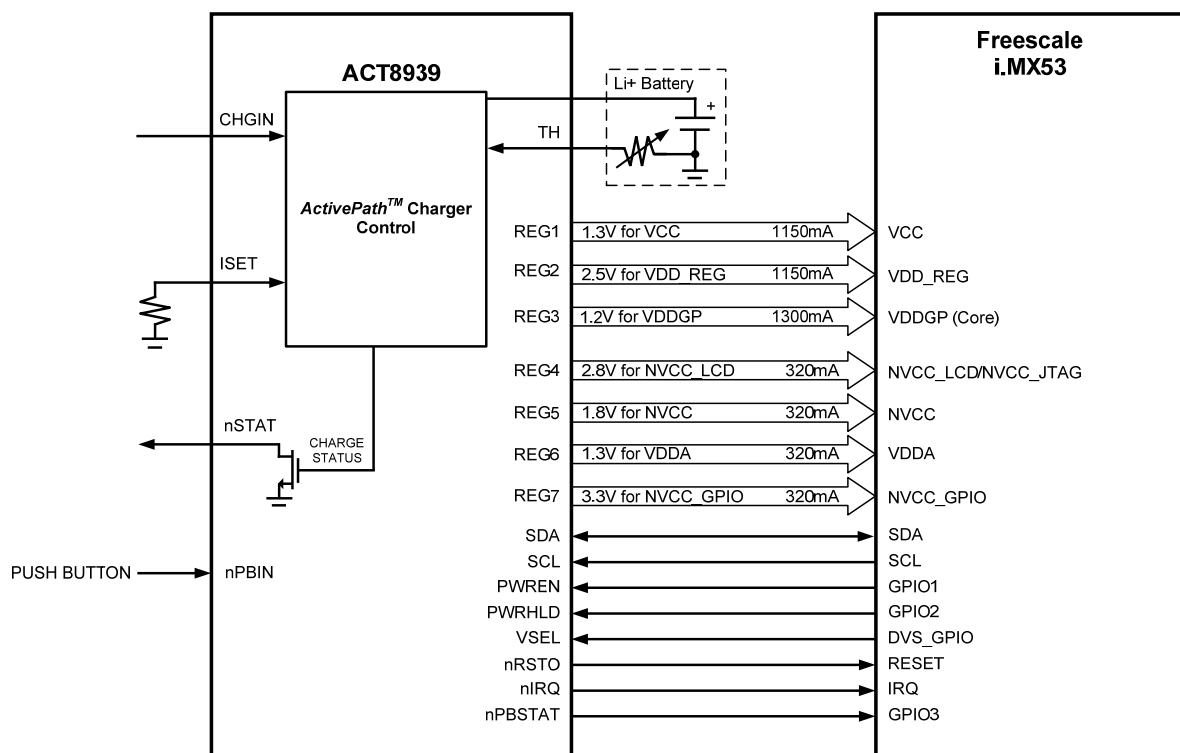 Freescale
i.MX53
ACT8939
Li+ Battery
+
CHGIN
TH
ActivePath™ Charger
Control
ISET
REG1 1.3V for VCC 1150mA VCC
REG2 2.5V for VDD_REG 1150mA VDD_REG
REG3 1.2V for VDDGP 1300mA VDDGP (Core)
REG4 2.8V for NVCC_LCD 320mA NVCC_LCD/NVCC_JTAG
REG5 1.8V for NVCC 320mA NVCC
nSTAT
CHARGE
STATUS
REG6 1.3V for VDDA 320mA VDDA
REG7 3.3V for NVCC_GPIO 320mA NVCC_GPIO
SDA SDA
SCL SCL
PUSH BUTTON nPBIN
PWREN GPIO1
PWRHLD GPIO2
VSEL DVS_GPIO
nRSTO RESET
nIRQ IRQ
nPBSTAT GPIO3